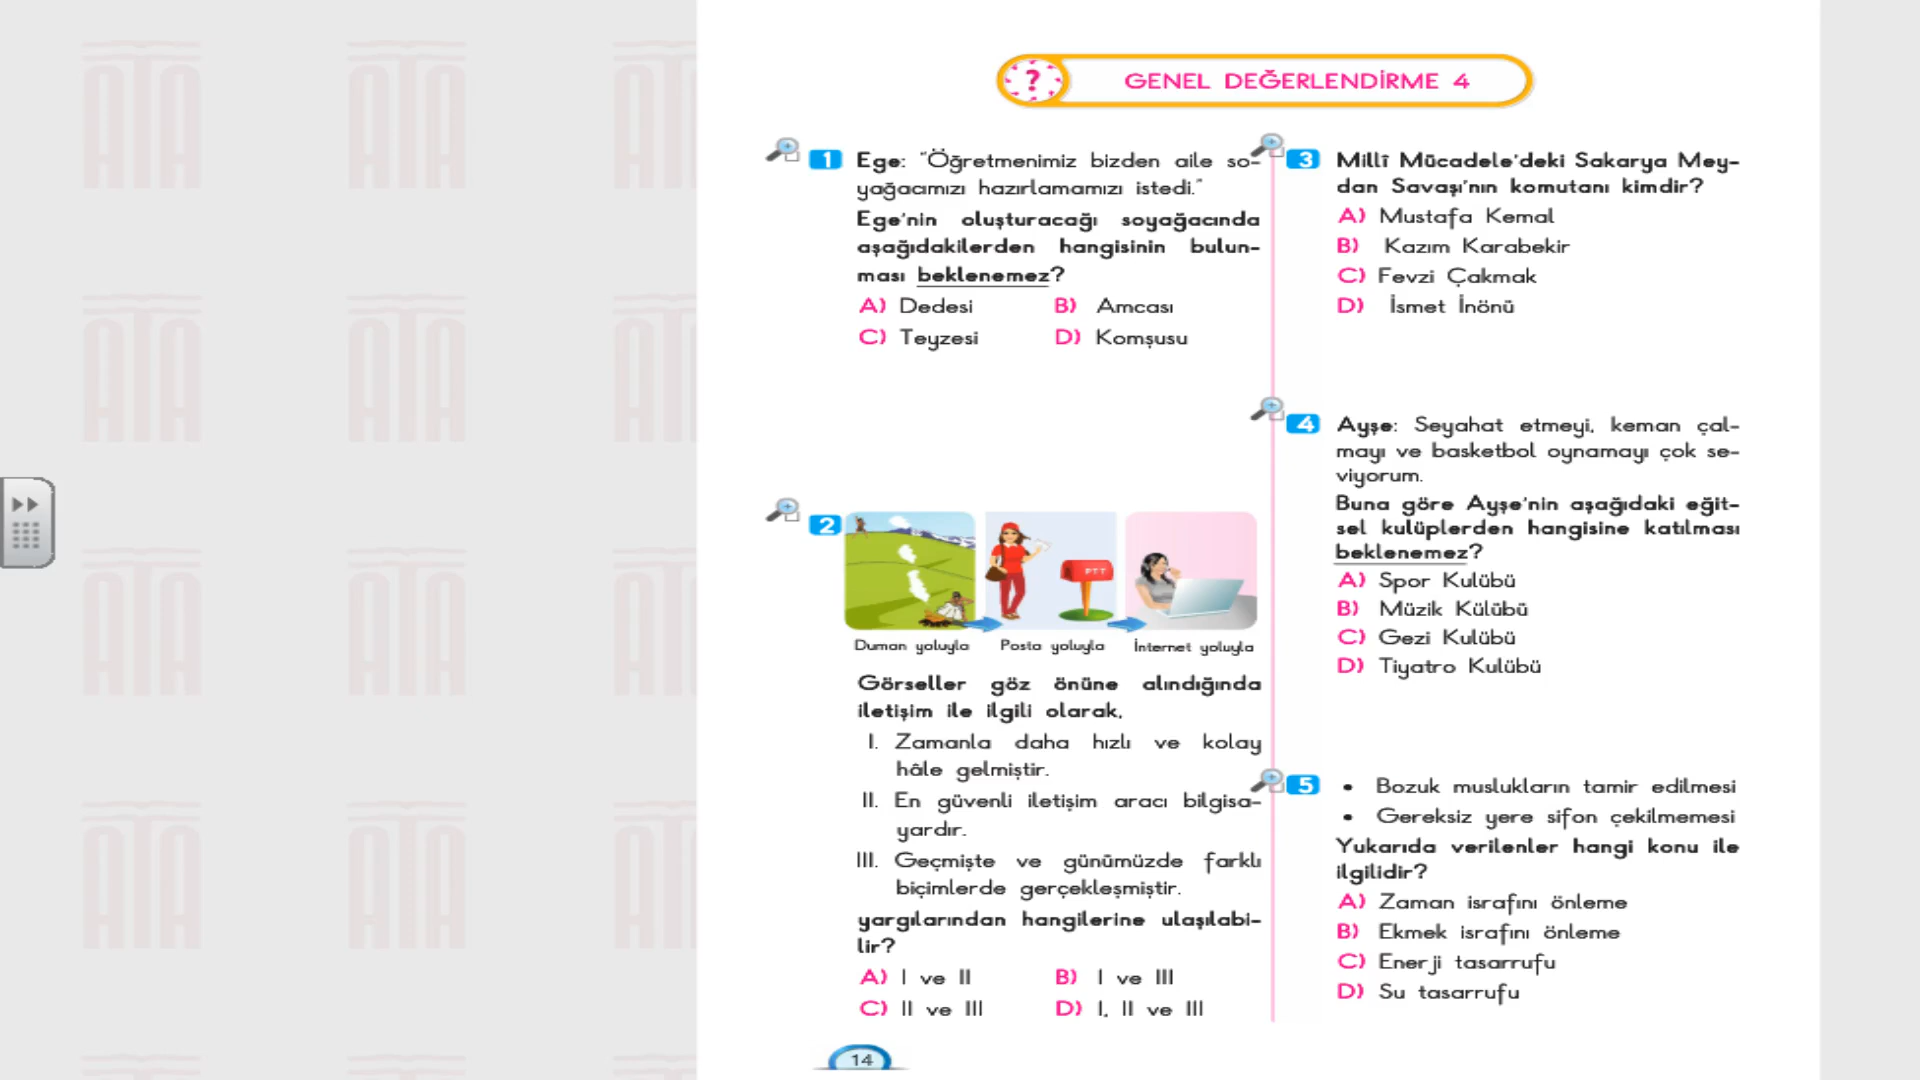 GENEL DEĞERLENDİRME 4
1 Ege: "Öğretmenimiz bizden aile so-
yağacımızı hazırlamamızı istedi."
Ege'nin oluşturacağı soyağacında
aşağıdakilerden hangisinin bulun-
ması beklenemez?
A) Dedesi B) Amcası
C) Teyzesi D) Komşusu
2
PTT
Duman yoluyla Posta yoluyla İnternet yoluyla
Görseller göz önüne alındığında
iletişim ile ilgili olarak,
I. Zamanla daha hızlı ve kolay
hâle gelmiştir.
II. En güvenli iletişim aracı bilgisa-
yardır.
III. Geçmişte ve günümüzde farklı
biçimlerde gerçekleşmiştir.
yargılarından hangilerine ulaşılabi-
lir?
A) I ve II B) I ve III
C) II ve III D) I, II ve III
14
3 Millî Mücadele'deki Sakarya Mey-
dan Savaşı'nın komutanı kimdir?
A) Mustafa Kemal
B) Kazım Karabekir
C) Fevzi Çakmak
D) İsmet İnönü
4 Ayşe: Seyahat etmeyi, keman çal-
mayı ve basketbol oynamayı çok se-
viyorum.
Buna göre Ayşe'nin aşağıdaki eğit-
sel kulüplerden hangisine katılması
beklenemez?
A) Spor Kulübü
B) Müzik Külübü
C) Gezi Kulübü
D) Tiyatro Kulübü
5 • Bozuk muslukların tamir edilmesi
• Gereksiz yere sifon çekilmemesi
Yukarıda verilenler hangi konu ile
ilgilidir?
A) Zaman israfını önleme
B) Ekmek israfını önleme
C) Enerji tasarrufu
D) Su tasarrufu